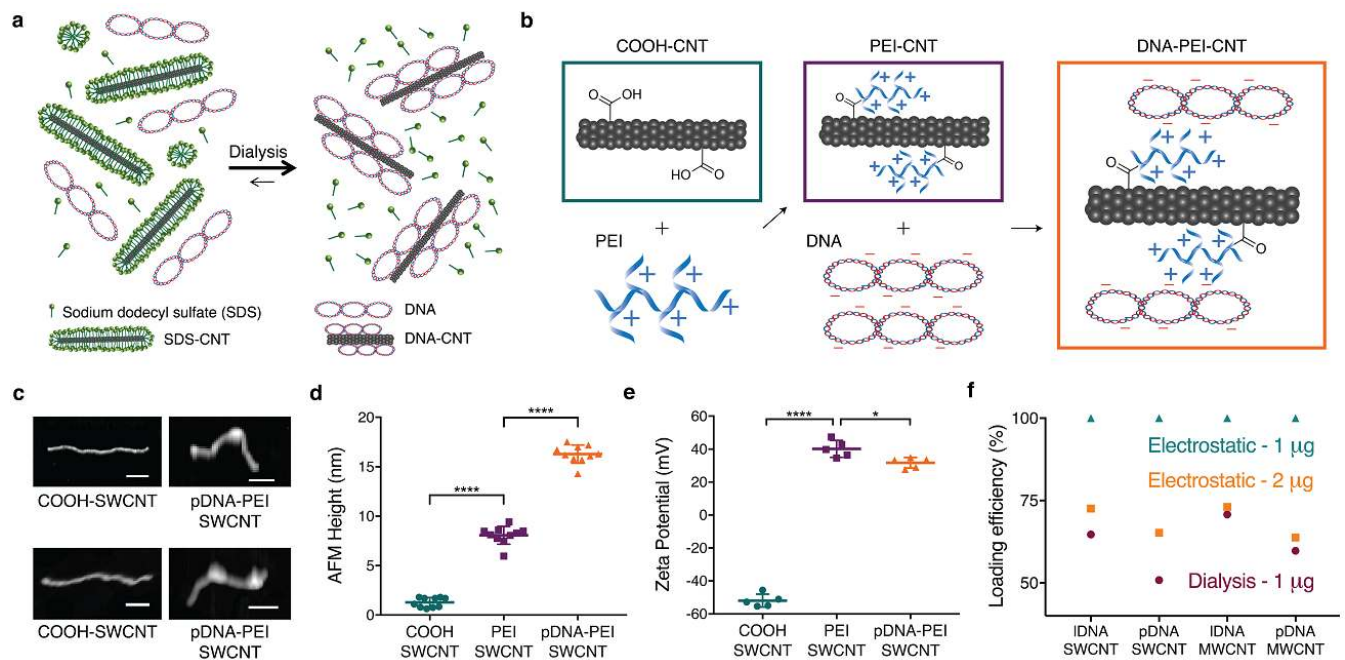 a
Dialysis
Sodium dodecyl sulfate (SDS)
SDS-CNT
DNA
DNA-CNT
b
COOH-CNT
PEI-CNT
DNA-PEI-CNT
O
OH
HO
O
O
O
O
O
+
+
PEI
DNA
c
COOH-SWCNT
pDNA-PEI
SWCNT
COOH-SWCNT
pDNA-PEI
SWCNT
d
AFM Height (nm)
20
15
10
5
0
****
****
COOH
SWCNT
PEI
SWCNT
pDNA-PEI
SWCNT
e
Zeta Potential (mV)
60
40
20
0
-20
-40
-60
****
*
COOH
SWCNT
PEI
SWCNT
pDNA-PEI
SWCNT
f
Loading efficiency (%)
100
75
50
Electrostatic - 1 µg
Electrostatic - 2 µg
Dialysis - 1 µg
lDNA
SWCNT
pDNA
SWCNT
lDNA
MWCNT
pDNA
MWCNT